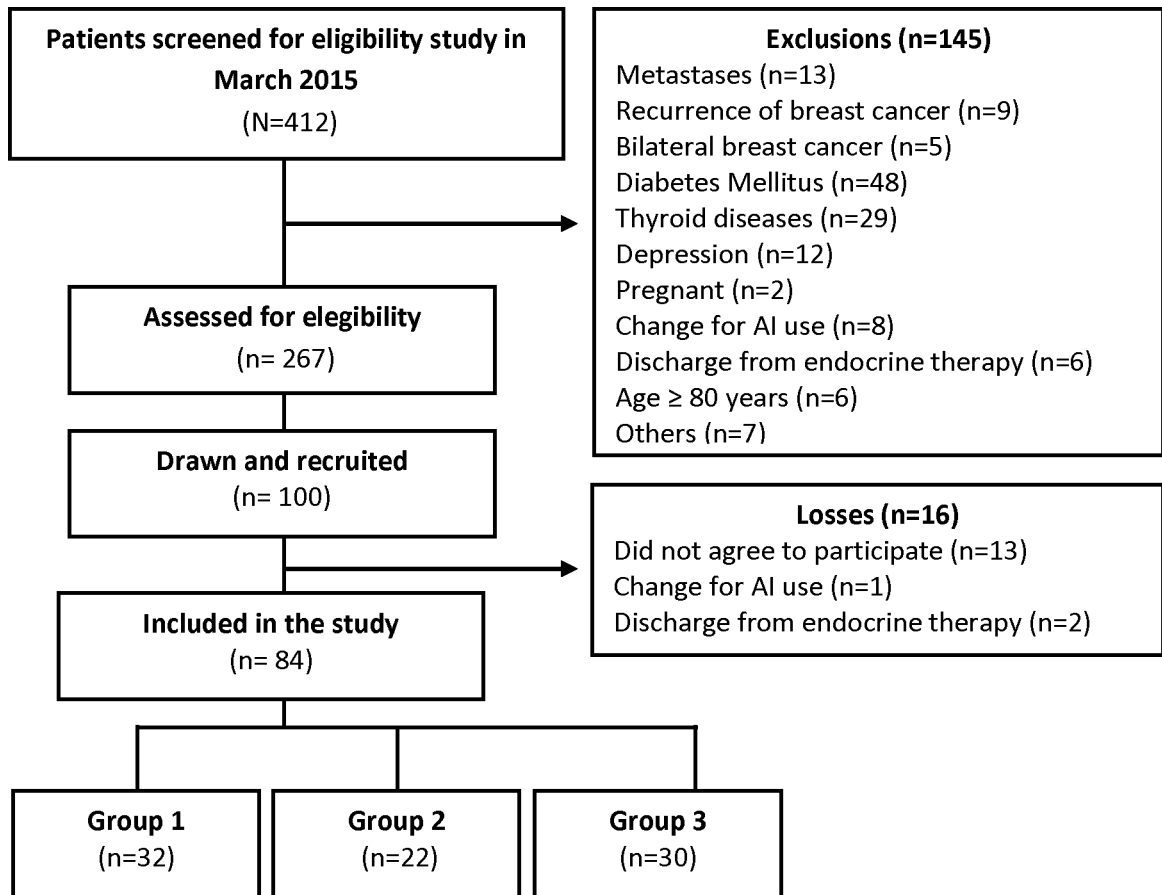 Patients screened for eligibility study in
March 2015
(N=412)
Exclusions (n=145)
Metastases (n=13)
Recurrence of breast cancer (n=9)
Bilateral breast cancer (n=5)
Diabetes Mellitus (n=48)
Thyroid diseases (n=29)
Depression (n=12)
Pregnant (n=2)
Change for AI use (n=8)
Discharge from endocrine therapy (n=6)
Age ≥ 80 years (n=6)
Others (n=7)
Assessed for elegibility
(n= 267)
Drawn and recruited
(n= 100)
Losses (n=16)
Did not agree to participate (n=13)
Change for AI use (n=1)
Discharge from endocrine therapy (n=2)
Included in the study
(n= 84)
Group 1
(n=32)
Group 2
(n=22)
Group 3
(n=30)